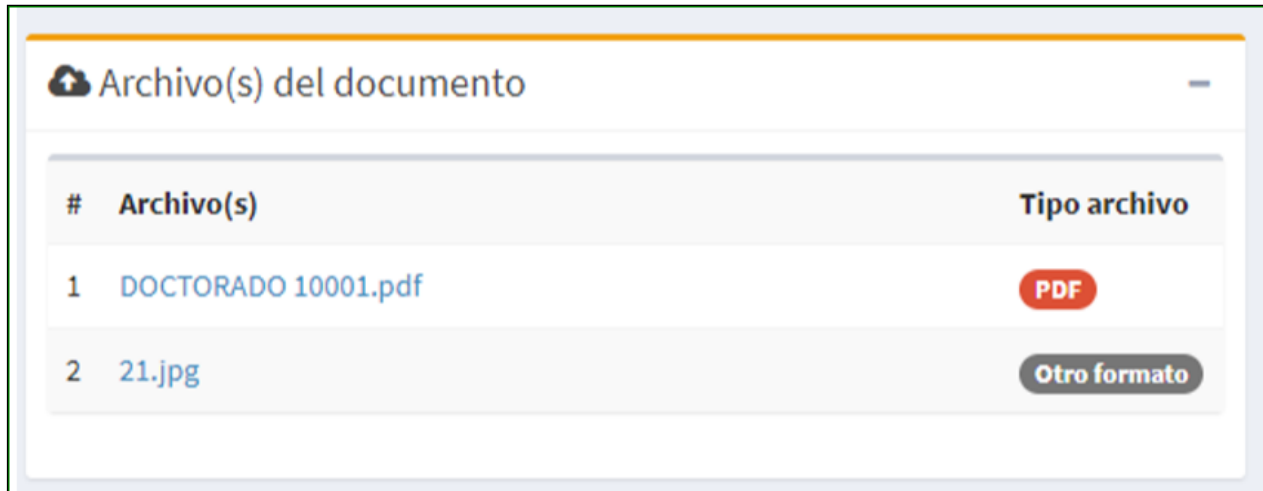 Archivo(s) del documento
# Archivo(s) Tipo archivo
1 DOCTORADO 10001.pdf PDF
2 21.jpg Otro formato